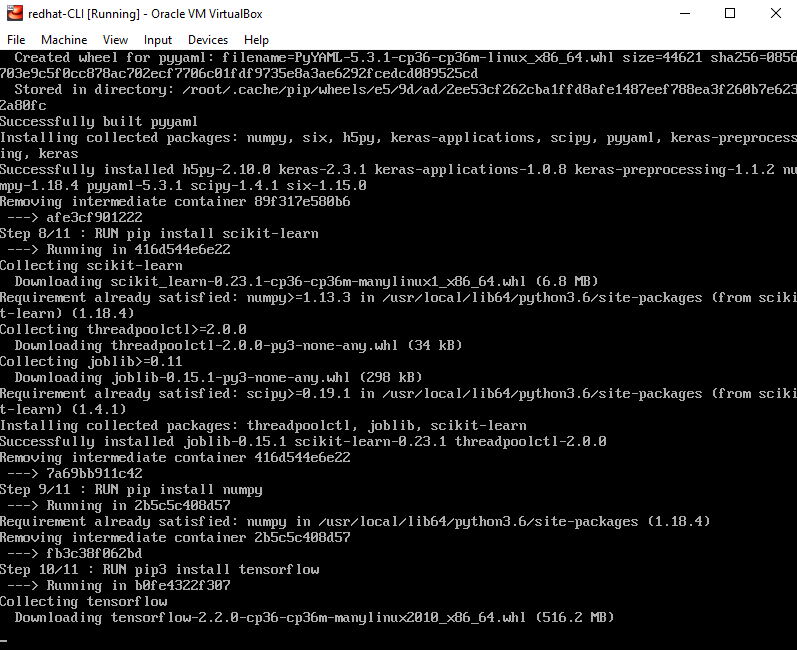 redhat-CLI [Running] - Oracle VM VirtualBox
File Machine View Input Devices Help
  Created wheel for pyyaml: filename=PyYAML-5.3.1-cp36-cp36m-linux_x86_64.whl size=44621 sha256=0856
703e9c5f0cc878ac702ecf7706c01fdf9735e8a3ae6292fcedcd089525cd
  Stored in directory: /root/.cache/pip/wheels/e5/9d/ad/2ee53cf262cba1ffd8afe1487eef788ea3f260b7e623
2a80fc
Successfully built pyyaml
Installing collected packages: numpy, six, h5py, keras-applications, scipy, pyyaml, keras-preprocess
ing, keras
Successfully installed h5py-2.10.0 keras-2.3.1 keras-applications-1.0.8 keras-preprocessing-1.1.2 nu
mpy-1.18.4 pyyaml-5.3.1 scipy-1.4.1 six-1.15.0
Removing intermediate container 89f317e580b6
 ---> afe3cf901222
Step 8/11 : RUN pip install scikit-learn
 ---> Running in 416d544e6e22
Collecting scikit-learn
  Downloading scikit_learn-0.23.1-cp36-cp36m-manylinux1_x86_64.whl (6.8 MB)
Requirement already satisfied: numpy>=1.13.3 in /usr/local/lib64/python3.6/site-packages (from sciki
t-learn) (1.18.4)
Collecting threadpoolctl>=2.0.0
  Downloading threadpoolctl-2.0.0-py3-none-any.whl (34 kB)
Collecting joblib>=0.11
  Downloading joblib-0.15.1-py3-none-any.whl (298 kB)
Requirement already satisfied: scipy>=0.19.1 in /usr/local/lib64/python3.6/site-packages (from sciki
t-learn) (1.4.1)
Installing collected packages: threadpoolctl, joblib, scikit-learn
Successfully installed joblib-0.15.1 scikit-learn-0.23.1 threadpoolctl-2.0.0
Removing intermediate container 416d544e6e22
 ---> 7a69bb911c42
Step 9/11 : RUN pip install numpy
 ---> Running in 2b5c5c408d57
Requirement already satisfied: numpy in /usr/local/lib64/python3.6/site-packages (1.18.4)
Removing intermediate container 2b5c5c408d57
 ---> fb3c38f062bd
Step 10/11 : RUN pip3 install tensorflow
 ---> Running in b0fe4322f307
Collecting tensorflow
  Downloading tensorflow-2.2.0-cp36-cp36m-manylinux2010_x86_64.whl (516.2 MB)
_